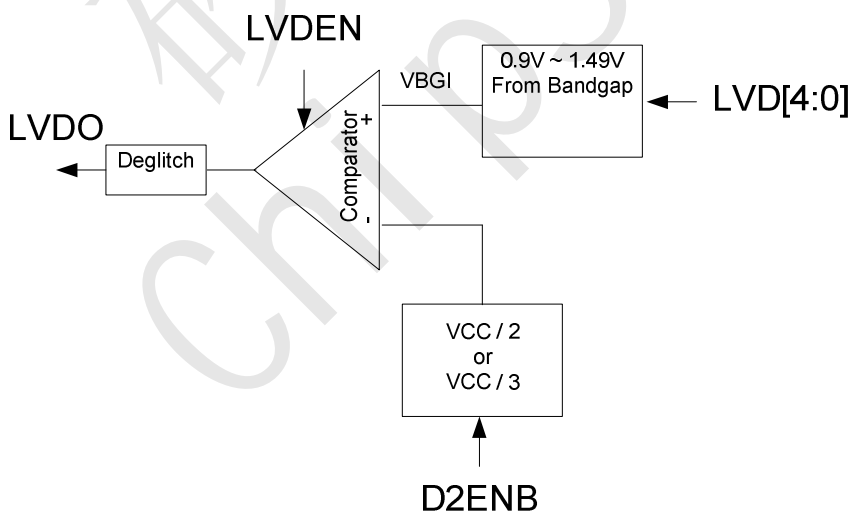 LVDEN
0.9V ~ 1.49V
From Bandgap
VBGI
LVD[4:0]
LVDO
Deglitch
Comparator
+
-
VCC / 2
or
VCC / 3
D2ENB
Chips